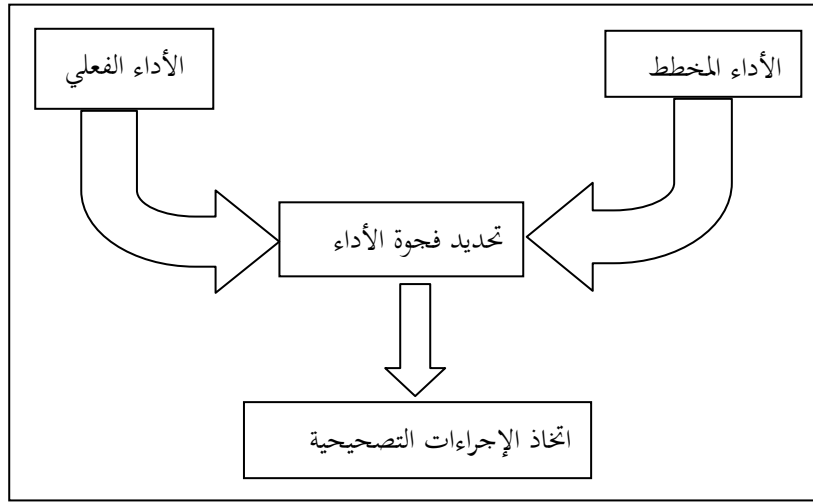 الأداء المخطط
الأداء الفعلي
تحديد فجوة الأداء
اتخاذ الإجراءات التصحيحية